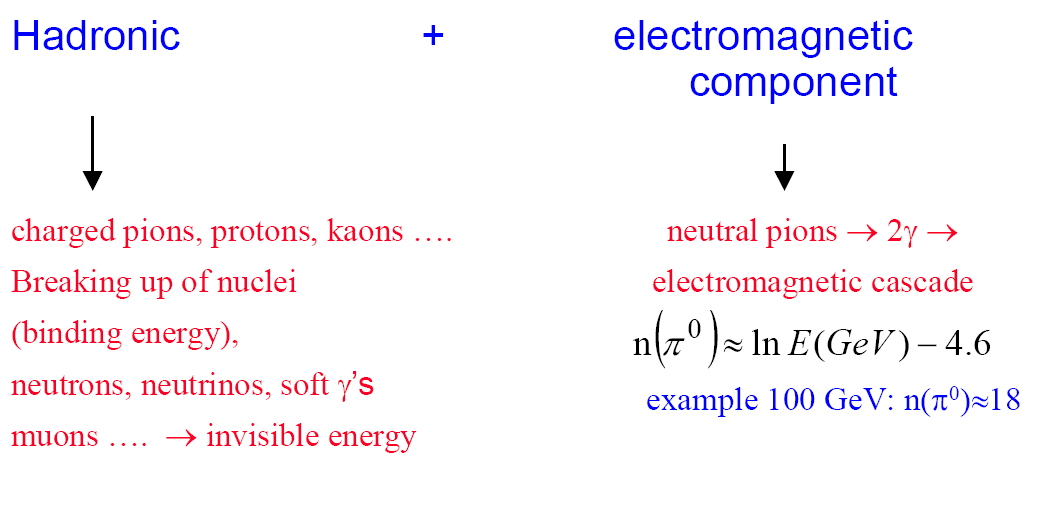 Hadronic + electromagnetic
component
charged pions, protons, kaons ….
Breaking up of nuclei
(binding energy),
neutrons, neutrinos, soft γ's
muons …. → invisible energy
neutral pions → 2γ →
electromagnetic cascade
n(π⁰) ≈ ln E(GeV) − 4.6
example 100 GeV: n(π⁰)≈18